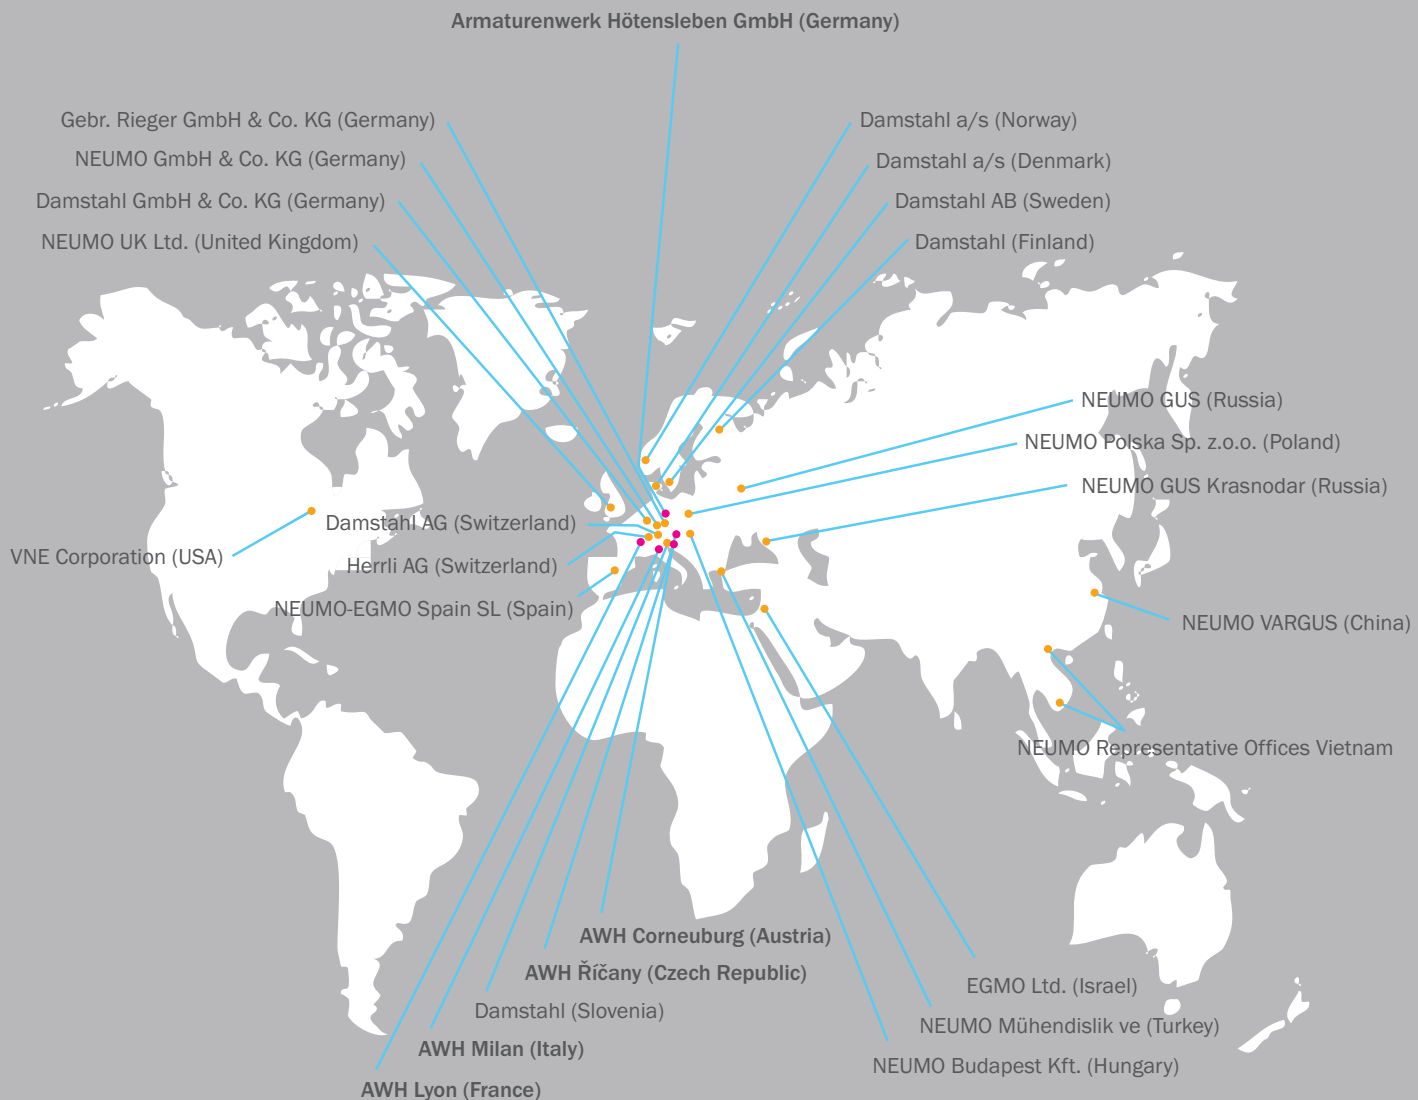 Armaturenwerk Hötensleben GmbH (Germany)
Gebr. Rieger GmbH & Co. KG (Germany)
NEUMO GmbH & Co. KG (Germany)
Damstahl GmbH & Co. KG (Germany)
NEUMO UK Ltd. (United Kingdom)
Damstahl a/s (Norway)
Damstahl a/s (Denmark)
Damstahl AB (Sweden)
Damstahl (Finland)
NEUMO GUS (Russia)
NEUMO Polska Sp. z.o.o. (Poland)
NEUMO GUS Krasnodar (Russia)
Damstahl AG (Switzerland)
VNE Corporation (USA)
Herrli AG (Switzerland)
NEUMO-EGMO Spain SL (Spain)
NEUMO VARGUS (China)
NEUMO Representative Offices Vietnam
AWH Corneuburg (Austria)
AWH Říčany (Czech Republic)
Damstahl (Slovenia)
AWH Milan (Italy)
AWH Lyon (France)
EGMO Ltd. (Israel)
NEUMO Mühendislik ve (Turkey)
NEUMO Budapest Kft. (Hungary)